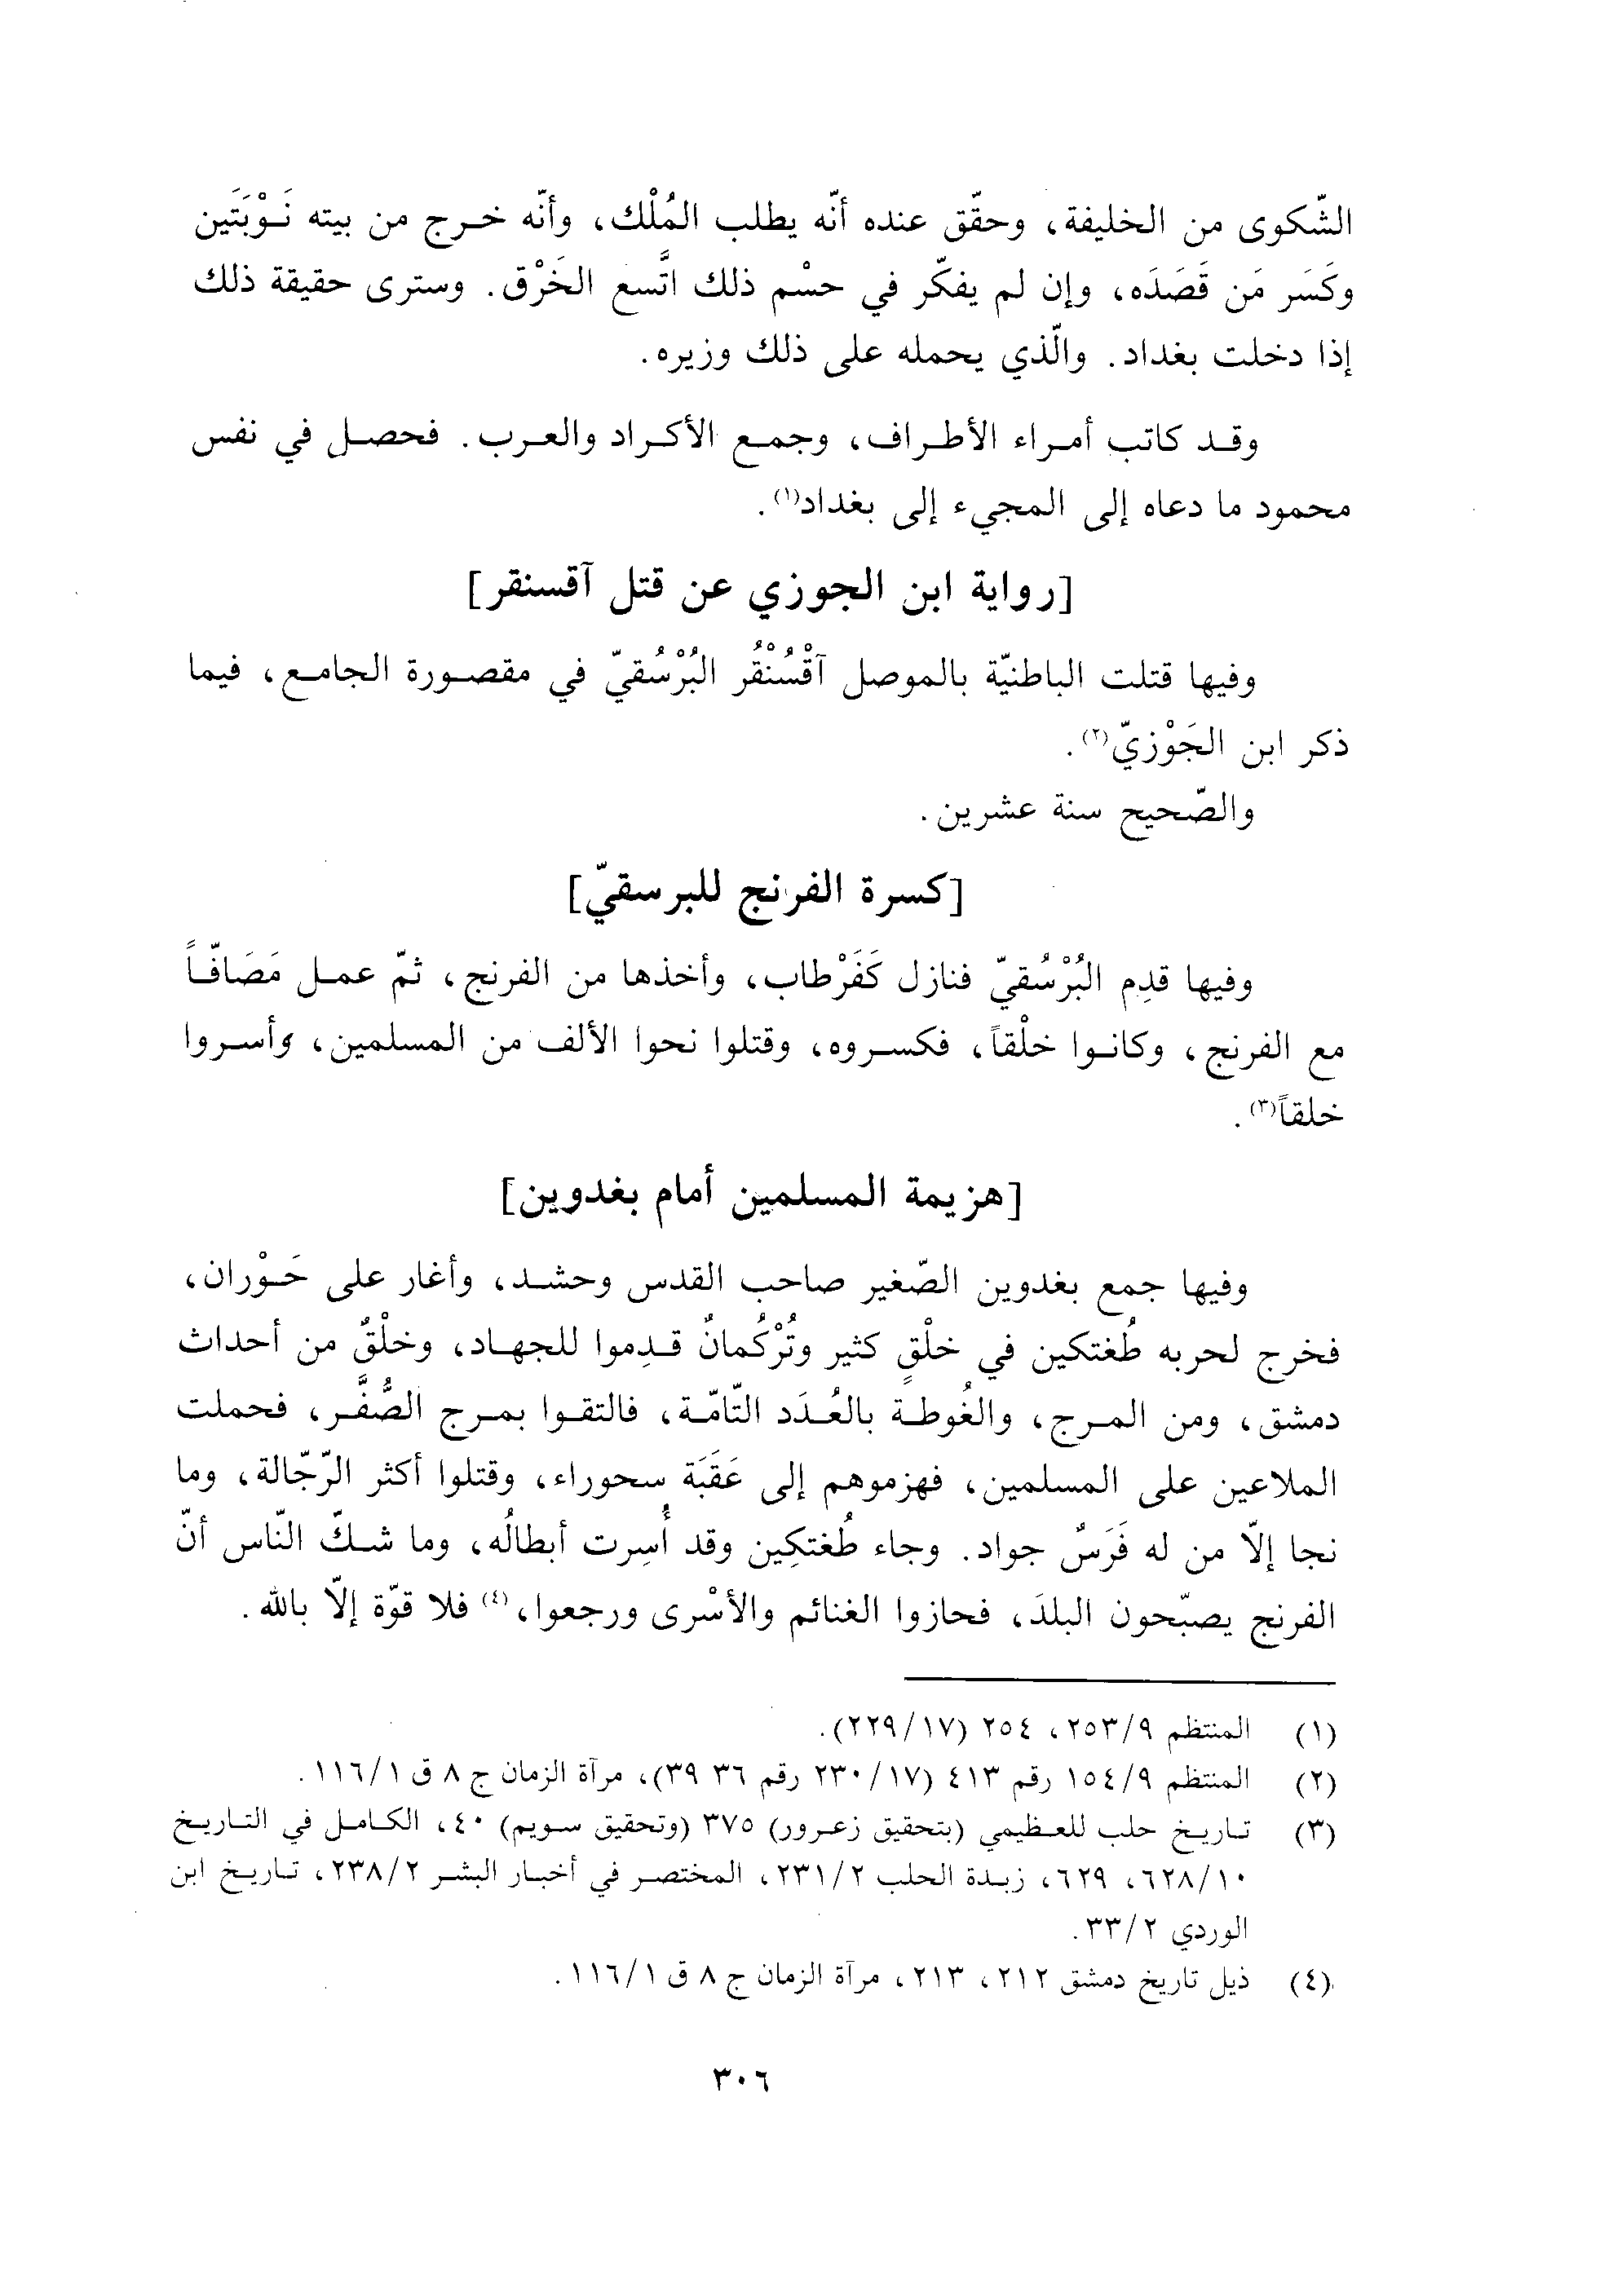 الشّكوى من الخليفة، وحقّق عنده أنّه يطلب المُلْك، وأنّه خرج من بيته نَوْبَتَين
وكَسَر مَن قَصَدَه، وإن لم يفكّر في حسْم ذلك اتَّسع الخَرْق. وسترى حقيقة ذلك
إذا دخلت بغداد. والّذي يحمله على ذلك وزيره.
وقد كاتب أمراء الأطراف، وجمع الأكراد والعرب. فحصل في نفس
محمود ما دعاه إلى المجيء إلى بغداد(١).
[رواية ابن الجوزي عن قتل آقسنقر]
وفيها قتلت الباطنيّة بالموصل آقْسُنْقُر البُرْسُقيّ في مقصورة الجامع، فيما
ذكر ابن الجَوْزيّ(٢).
والصّحيح سنة عشرين.
[كسرة الفرنج للبرسقيّ]
وفيها قدِم البُرْسُقيّ فنازل كَفَرْطاب، وأخذها من الفرنج، ثمّ عمل مَصَافّاً
مع الفرنج، وكانوا خلْقاً، فكسروه، وقتلوا نحوا الألف من المسلمين، وأسروا
خلقاً(٣).
[هزيمة المسلمين أمام بغدوين]
وفيها جمع بغدوين الصّغير صاحب القدس وحشد، وأغار على حَوْران،
فخرج لحربه طُغتكين في خلْقٍ كثير وتُرْكُمانٌ قدِموا للجهاد، وخلْقٌ من أحداث
دمشق، ومن المرج، والغُوطة بالعُدَد التّامّة، فالتقوا بمرج الصُّفَّر، فحملت
الملاعين على المسلمين، فهزموهم إلى عَقَبَة سحوراء، وقتلوا أكثر الرّجّالة، وما
نجا إلّا من له فَرَسٌ جواد. وجاء طُغتكِين وقد أُسِرت أبطالُه، وما شكّ النّاس أنّ
الفرنج يصبّحون البلدَ، فحازوا الغنائم والأسْرى ورجعوا،(٤) فلا قوّة إلّا بالله.
(١) المنتظم ٢٥٣/٩، ٢٥٤ (٢٢٩/١٧).
(٢) المنتظم ١٥٤/٩ رقم ٤١٣ (٢٣٠/١٧ رقم ٣٦ ٣٩)، مرآة الزمان ج ٨ ق ١١٦/١.
(٣) تاريخ حلب للعظيمي (بتحقيق زعرور) ٣٧٥ (وتحقيق سويم) ٤٠، الكامل في التاريخ
٦٢٨/١٠، ٦٢٩، زبدة الحلب ٢٣١/٢، المختصر في أخبار البشر ٢٣٨/٢، تاريخ ابن
الوردي ٣٣/٢.
(٤) ذيل تاريخ دمشق ٢١٢، ٢١٣، مرآة الزمان ج ٨ ق ١١٦/١.
٣٠٦